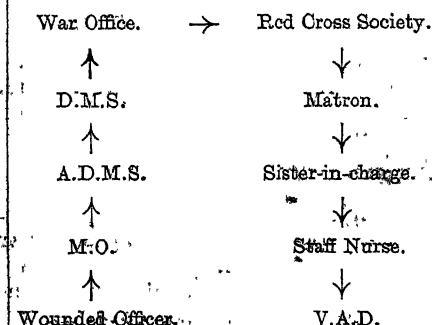 War Office. → Red Cross Society.
↑ ↓
D.M.S. Matron.
↑ ↓
A.D.M.S. Sister-in-charge.
↑ ↓
M.O. Staff Nurse.
↑ ↓
Wounded Officer. V.A.D.